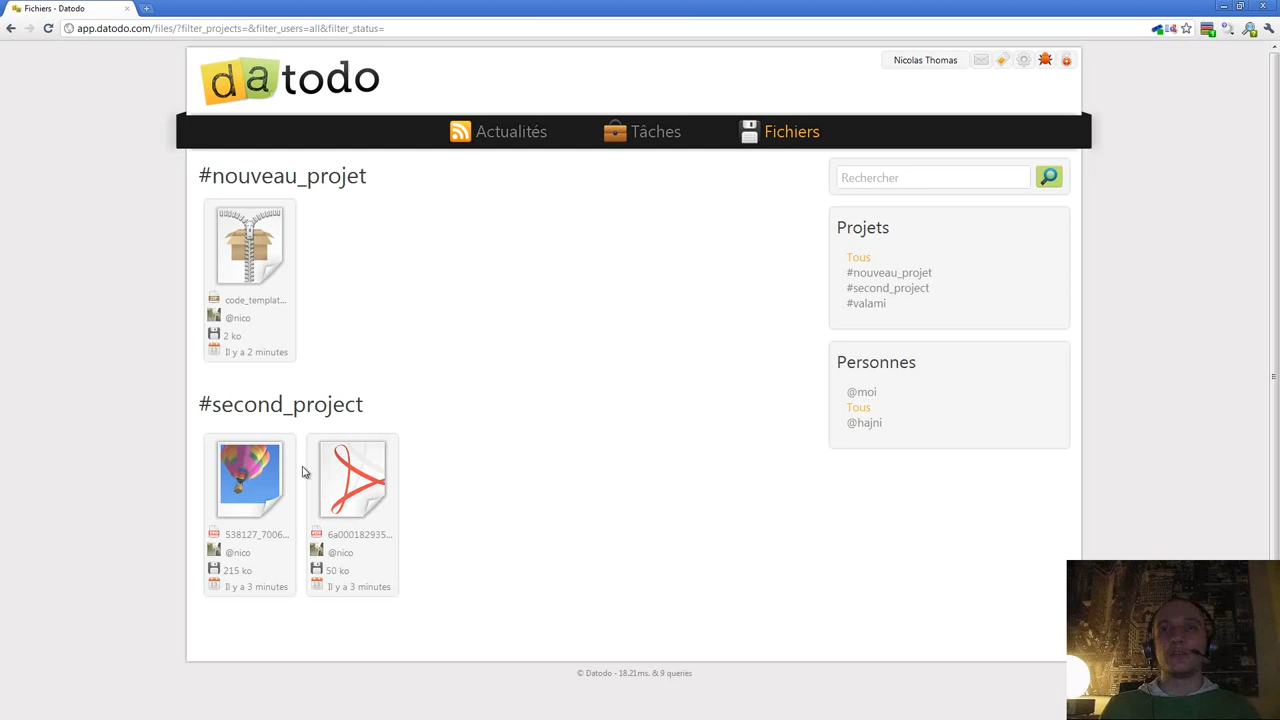 Fichiers - Datodo
app.datodo.com/files/?filter_projects=&filter_users=all&filter_status=
datodo
Nicolas Thomas
Actualités
Tâches
Fichiers
#nouveau_projet
code_templat...
@nico
2 ko
Il y a 2 minutes
#second_project
538127_7006...
@nico
215 ko
Il y a 3 minutes
6a000182935...
@nico
50 ko
Il y a 3 minutes
Rechercher
Projets
Tous
#nouveau_projet
#second_project
#valami
Personnes
@moi
Tous
@hajni
© Datodo - 18.21ms. & 9 queries